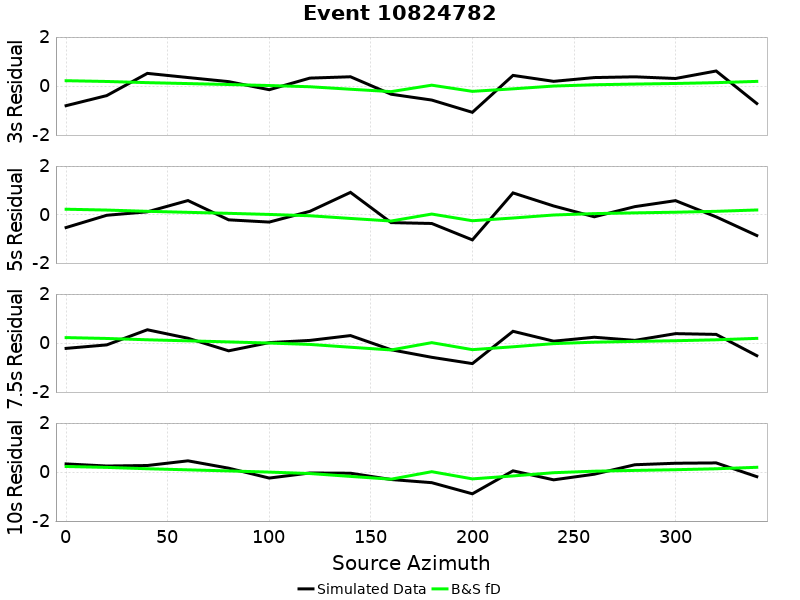 Event 10824782
3s Residual
2
0
-2
5s Residual
2
0
-2
7.5s Residual
2
0
-2
10s Residual
2
0
-2
0 50 100 150 200 250 300
Source Azimuth
Simulated Data B&S fD